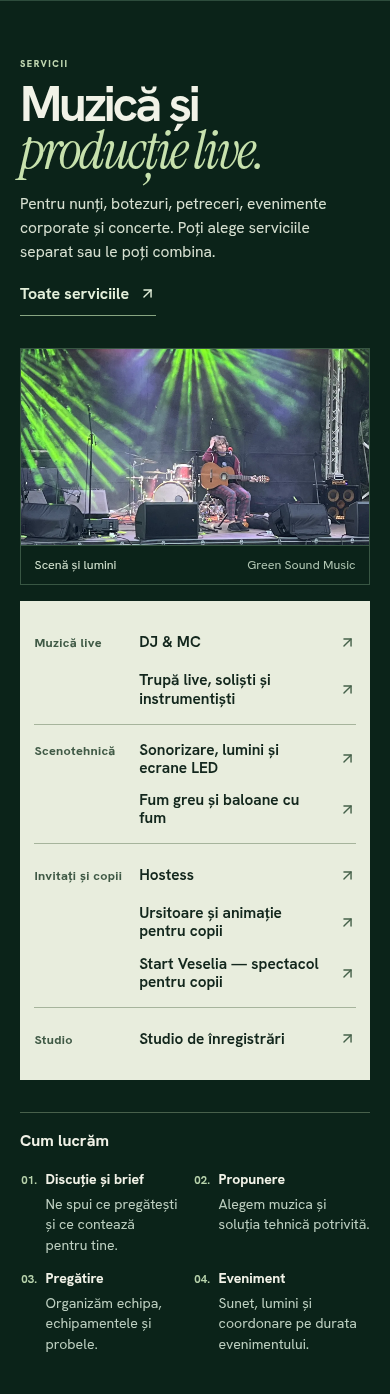 SERVICII
Muzică și
producție live.
Pentru nunți, botezuri, petreceri, evenimente
corporate și concerte. Poți alege serviciile
separat sau le poți combina.
Toate serviciile
Scenă și lumini
Green Sound Music
Muzică live
DJ & MC
Trupă live, soliști și
instrumentiști
Scenotehnică
Sonorizare, lumini și
ecrane LED
Fum greu și baloane cu
fum
Invitați și copii
Hostess
Ursitoare și animație
pentru copii
Start Veselia — spectacol
pentru copii
Studio
Studio de înregistrări
Cum lucrăm
01. Discuție și brief
Ne spui ce pregătești
și ce contează
pentru tine.
02. Propunere
Alegem muzica și
soluția tehnică potrivită.
03. Pregătire
Organizăm echipa,
echipamentele și
probele.
04. Eveniment
Sunet, lumini și
coordonare pe durata
evenimentului.